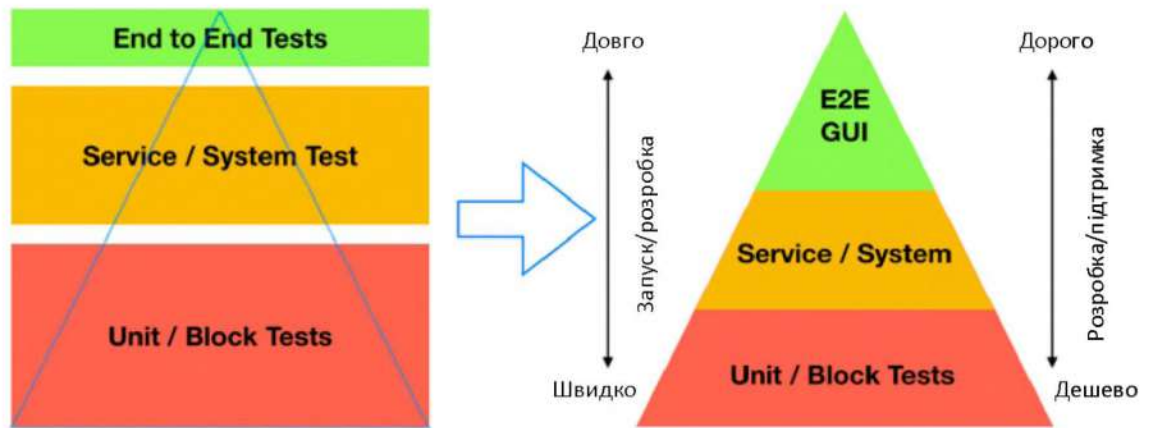 End to End Tests
Service / System Test
Unit / Block Tests
Довго
Запуск/розробка
Швидко
E2E
GUI
Service / System
Unit / Block Tests
Дорого
Розробка/підтримка
Дешево